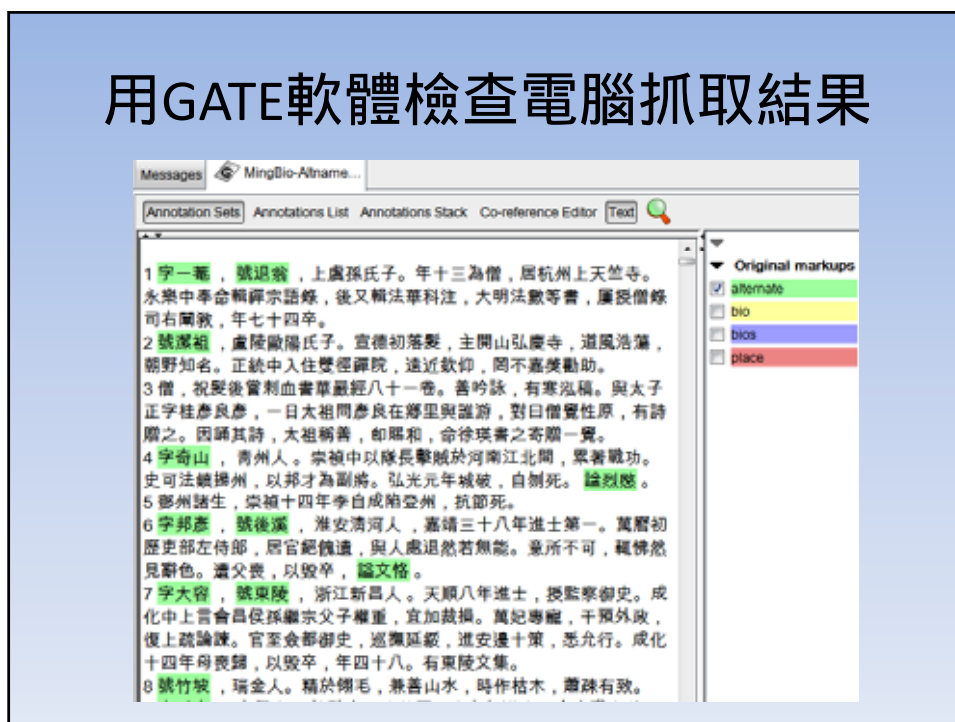 用GATE軟體檢查電腦抓取結果
Messages MingBio-Altname...
Annotation Sets Annotations List Annotations Stack Co-reference Editor Text
1 字一菴 , 號退翁 , 上虞孫氏子。年十三為僧 , 居杭州上天竺寺。
永樂中奉命輯禪宗語錄 , 後又輯法華科注 , 大明法數等書 , 屢授僧錄
司右闡教 , 年七十四卒。
2 號潔祖 , 盧陵歐陽氏子。宣德初落髮 , 主開山弘慶寺 , 道風浩蕩 ,
朝野知名。正統中入住雙徑禪院 , 遠近欽仰 , 罔不嘉獎勸助。
3 僧 , 祝髮後嘗刺血書華嚴經八十一卷。善吟詠 , 有寒泓稿。與太子
正字桂彥良彥 , 一日太祖問彥良在鄉里與誰游 , 對曰僧覺性原 , 有詩
贈之。因誦其詩 , 太祖稱善 , 即賜和 , 命徐瑛書之寄贈一覺。
4 字奇山 , 青州人 。崇禎中以隊長擊賊於河南江北間 , 累著戰功。
史可法鎮揚州 , 以邦才為副將。弘光元年城破 , 自刎死。 諡烈愍 。
5 鄧州諸生 , 崇禎十四年李自成陷登州 , 抗節死。
6 字邦彥 , 號後溪 , 淮安清河人 , 嘉靖三十八年進士第一。萬曆初
歷吏部左侍郎 , 居官絕餽遺 , 與人處退然若無能。意所不可 , 輒怫然
見辭色。遭父喪 , 以毀卒 , 諡文恪 。
7 字大容 , 號東陵 , 浙江新昌人 。天順八年進士 , 授監察御史。成
化中上言會昌侯孫繼宗父子權重 , 宜加裁損。萬妃專寵 , 干預外政 ,
復上疏論諫。官至僉都御史 , 巡撫延綏 , 進安邊十策 , 悉允行。成化
十四年母喪歸 , 以毀卒 , 年四十八。有東陵文集。
8 號竹坡 , 瑞金人。精於翎毛 , 兼善山水 , 時作枯木 , 蕭疎有致。
Original markups
alternate
bio
bios
place